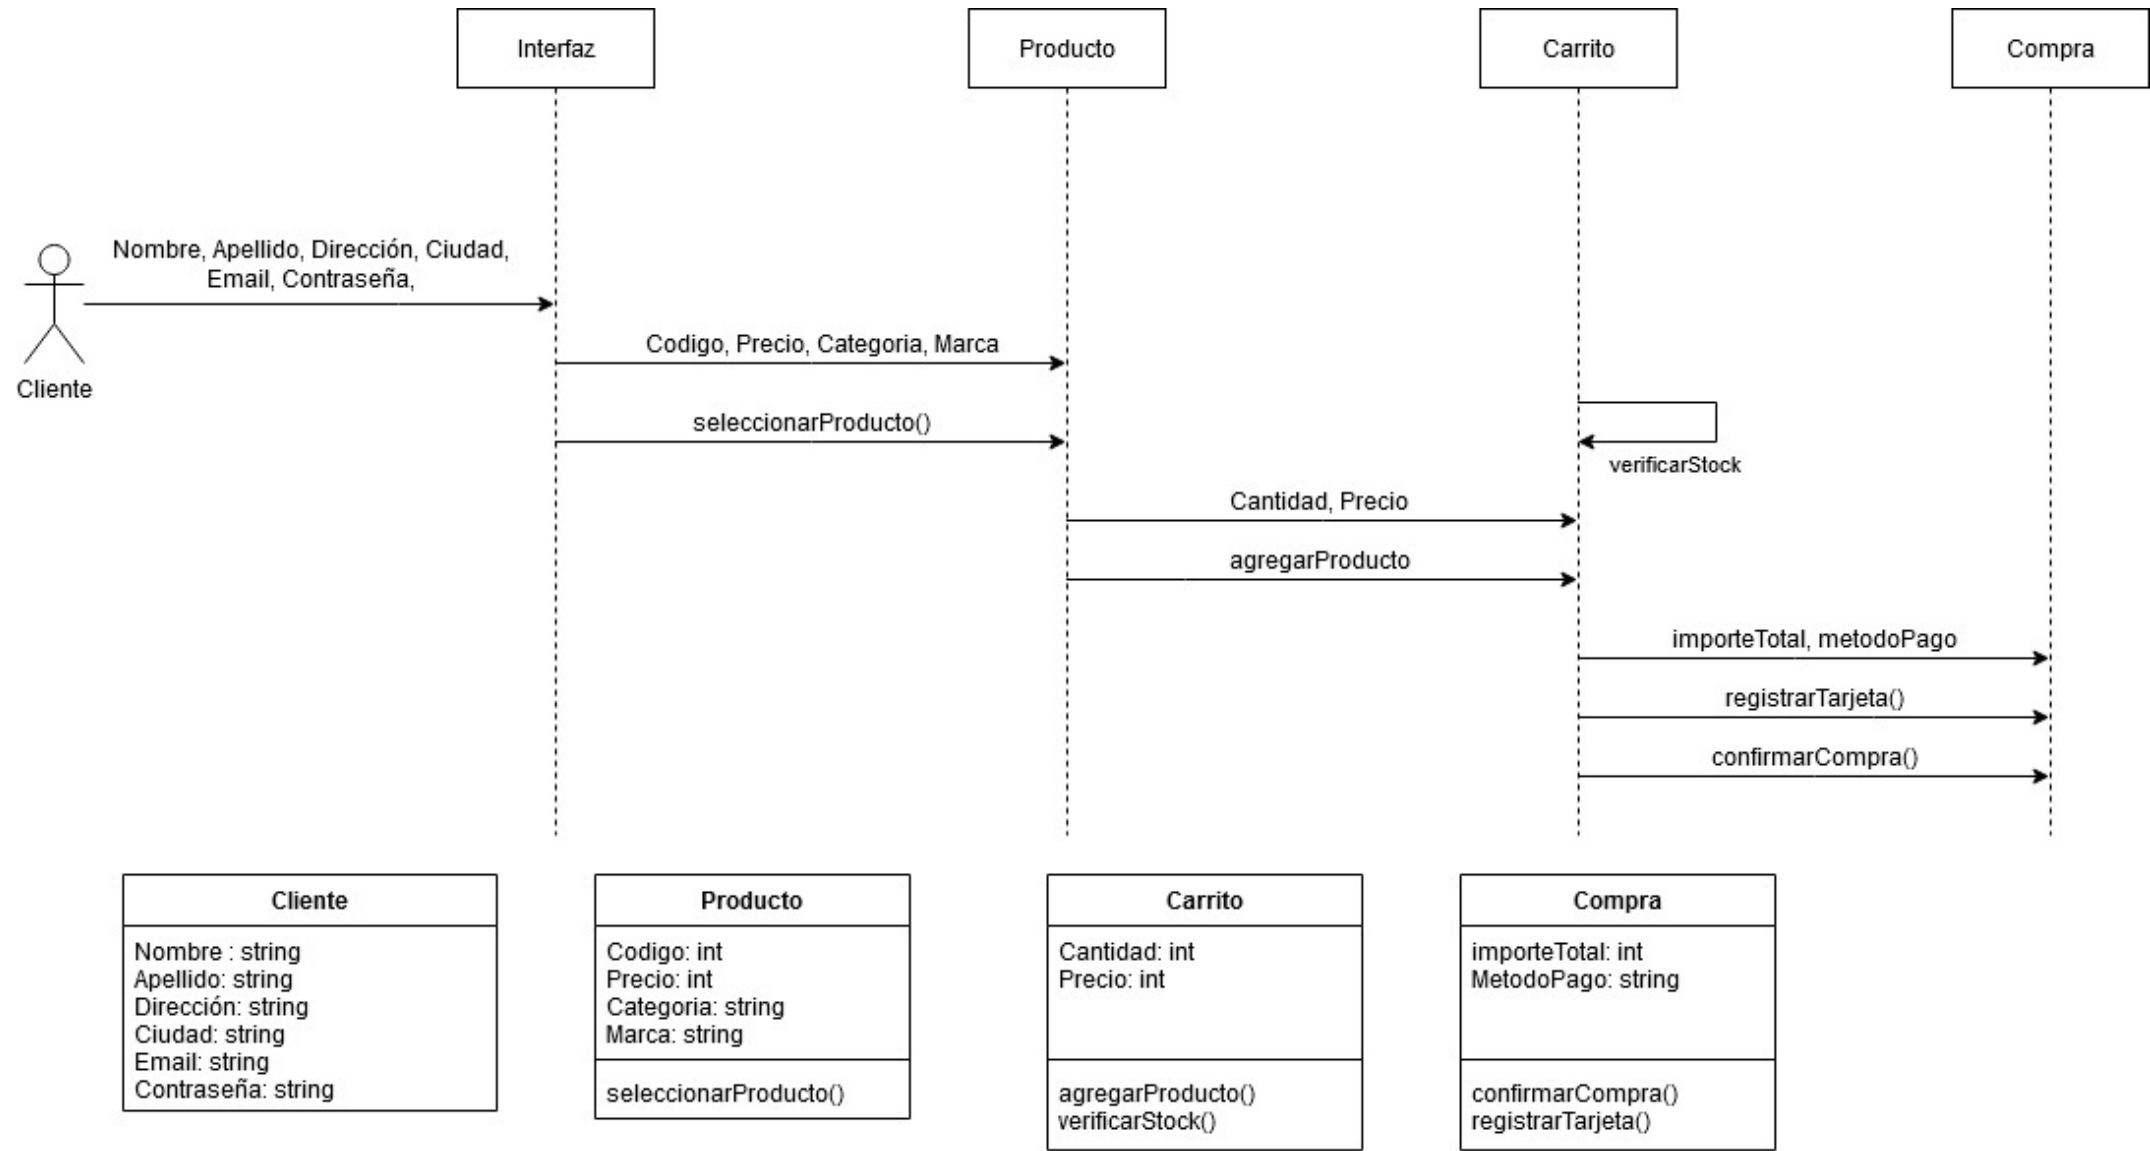 Interfaz
Producto
Carrito
Compra
Nombre, Apellido, Dirección, Ciudad,
Email, Contraseña,
Cliente
Codigo, Precio, Categoria, Marca
seleccionarProducto()
verificarStock
Cantidad, Precio
agregarProducto
importeTotal, metodoPago
registrarTarjeta()
confirmarCompra()
Cliente
Nombre : string
Apellido: string
Dirección: string
Ciudad: string
Email: string
Contraseña: string
Producto
Codigo: int
Precio: int
Categoria: string
Marca: string
seleccionarProducto()
Carrito
Cantidad: int
Precio: int
agregarProducto()
verificarStock()
Compra
importeTotal: int
MetodoPago: string
confirmarCompra()
registrarTarjeta()